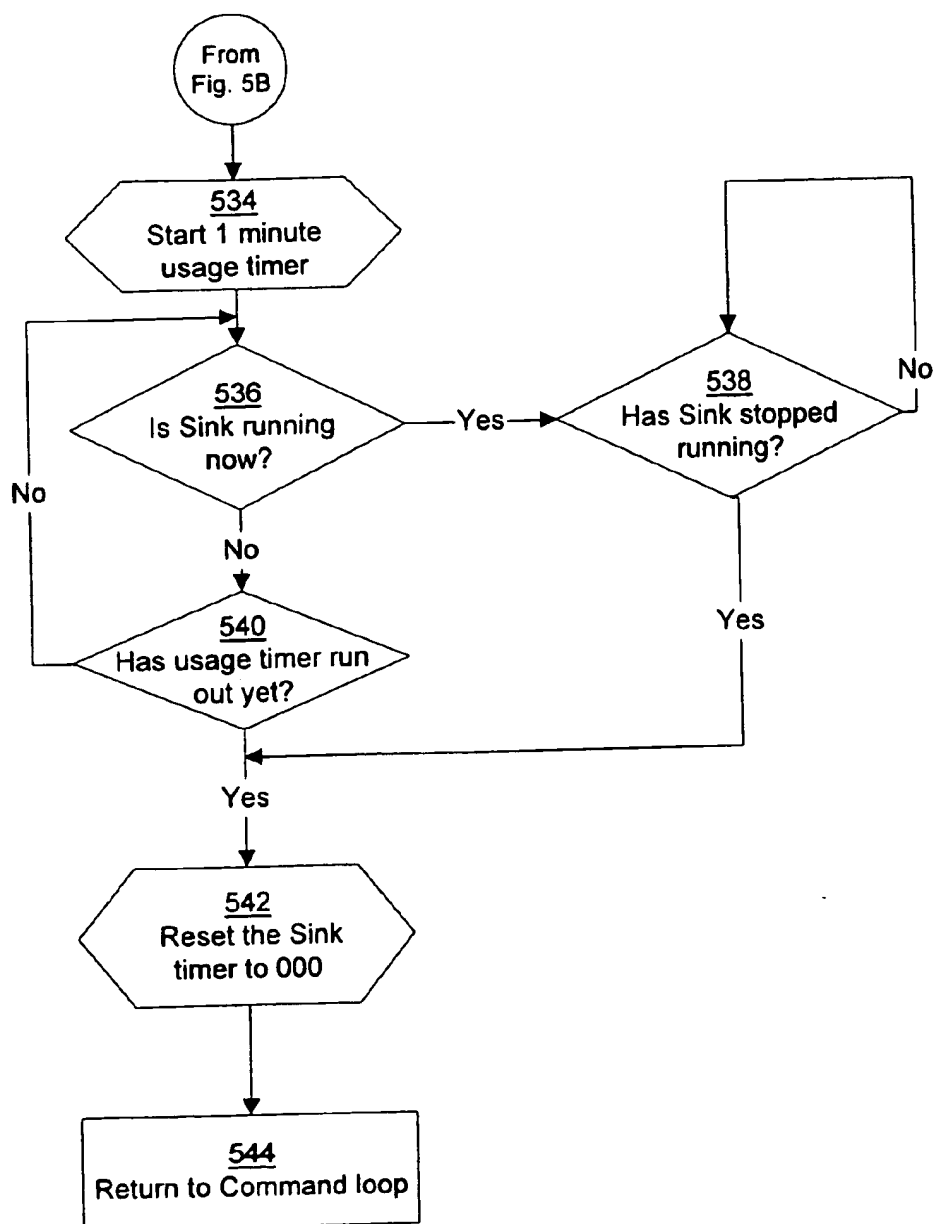 From
Fig. 5B
534
Start 1 minute
usage timer
536
Is Sink running
now?
Yes
538
Has Sink stopped
running?
No
No
No
540
Has usage timer run
out yet?
Yes
Yes
542
Reset the Sink
timer to 000
544
Return to Command loop